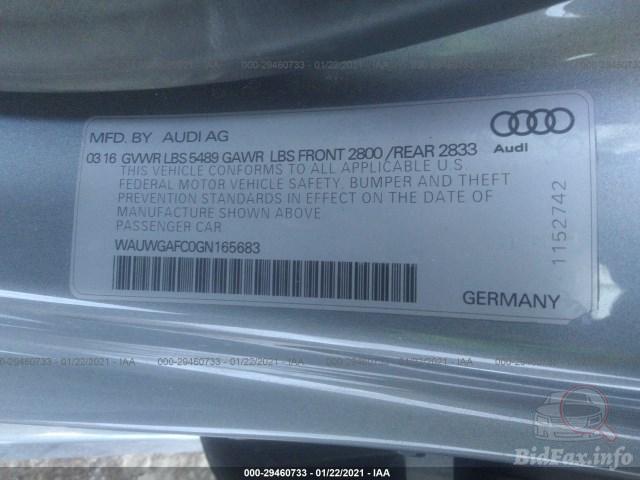 000-29460733 - 01/22/2021 - IAA
MFD. BY AUDI AG
Audi
03 16 GVWR LBS 5489 GAWR LBS FRONT 2800 / REAR 2833
THIS VEHICLE CONFORMS TO ALL APPLICABLE U.S
FEDERAL MOTOR VEHICLE SAFETY, BUMPER AND THEFT
PREVENTION STANDARDS IN EFFECT ON THE DATE OF
MANUFACTURE SHOWN ABOVE
PASSENGER CAR
WAUWGAFC0GN165683
1152742
GERMANY
000-29460733 - 01/22/2021 - IAA
000-29460733 - 01/22/2021 - IAA
BidFax.info
000-29460733 - 01/22/2021 - IAA